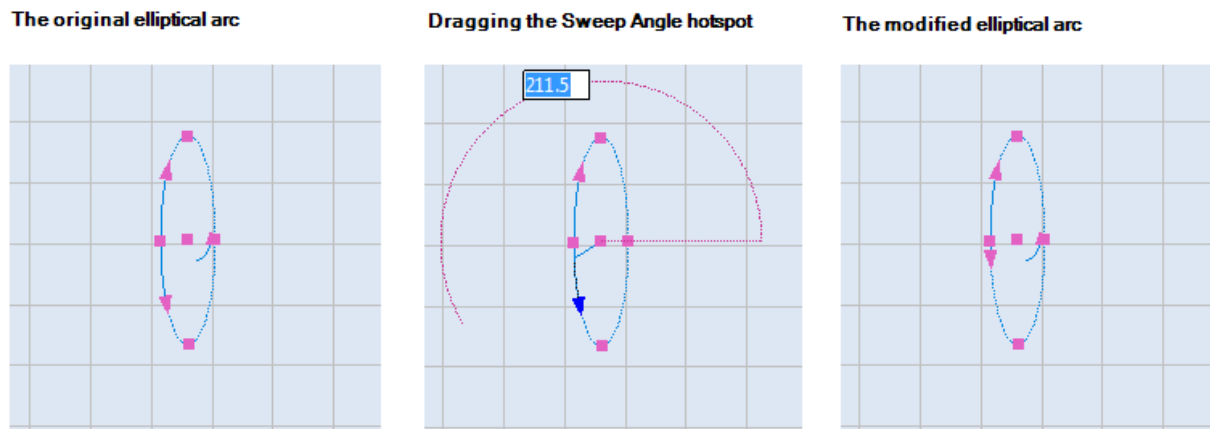 The original elliptical arc
Dragging the Sweep Angle hotspot
The modified elliptical arc
211.5